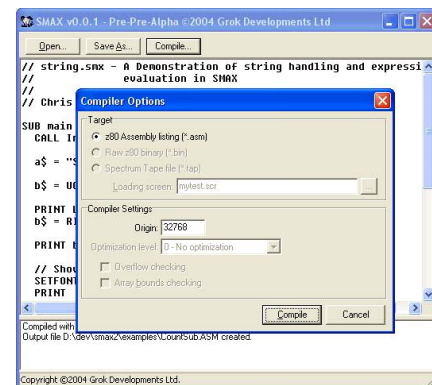 SMAX v0.0.1 - Pre-Pre-Alpha ©2004 Grok Developments Ltd
Open... Save As... Compile...
// string.smx - A Demonstration of string handling and expressi
// evaluation in SMAX
//
// Chris
Compiler Options
Target
SUB main
z80 Assembly listing (*.asm)
CALL
Raw z80 binary (*.bin)
a$ = "
Spectrum Tape file (*.tap)
Loading screen: mytest.scr ...
b$ =
Compiler Settings
PRINT
Origin: 32768
b$ =
Optimization level: 0 - No optimization
PRINT
Overflow checking
// Show
Array bounds checking
SETFONT
PRINT
Compile Cancel
Compiled with
Output file D:\dev\smax2\examples\CountSub.ASM created.
Copyright ©2004 Grok Developments Ltd.